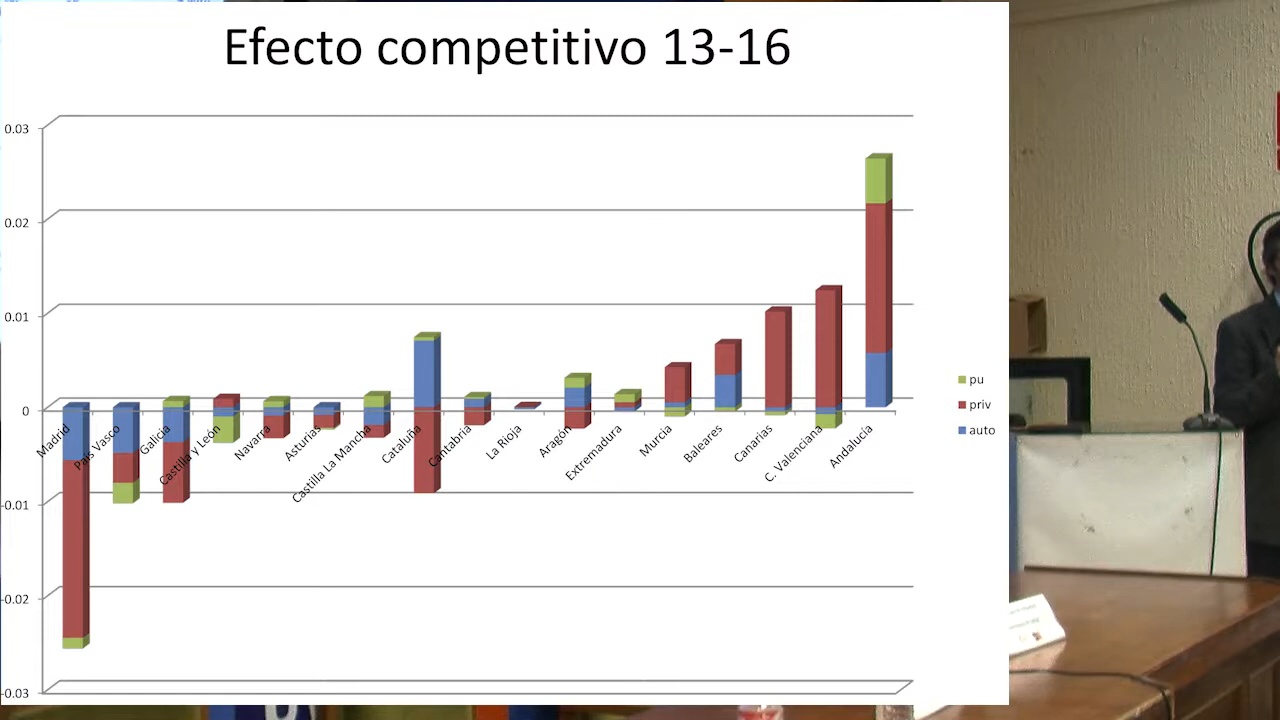 Efecto competitivo 13-16
0.03
0.02
0.01
0
-0.01
-0.02
-0.03
Madrid
País Vasco
Galicia
Castilla y León
Navarra
Asturias
Castilla La Mancha
Cataluña
Cantabria
La Rioja
Aragón
Extremadura
Murcia
Baleares
Canarias
C. Valenciana
Andalucía
pu
priv
auto